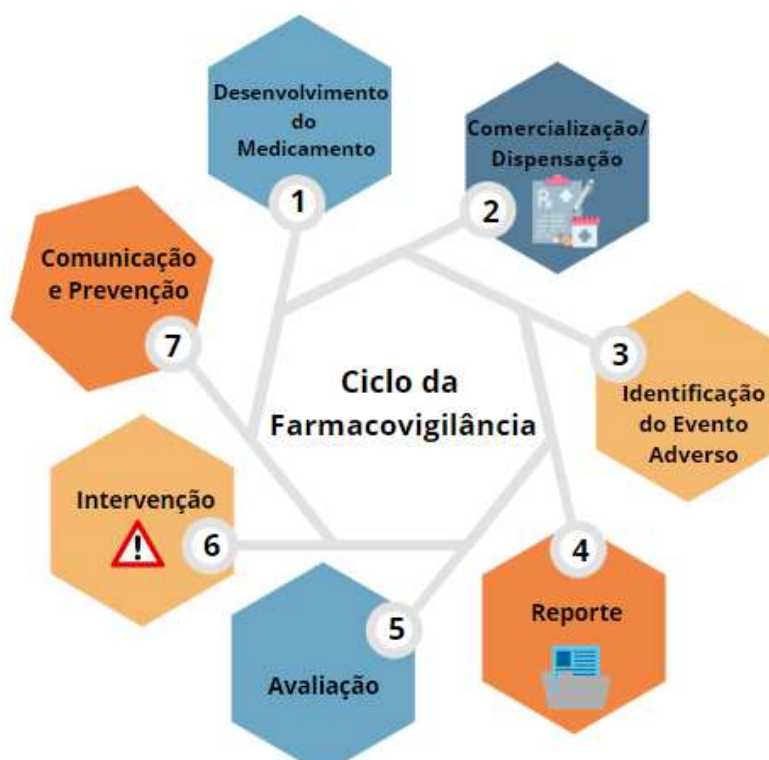 Ciclo da
Farmacovigilância
1
Desenvolvimento
do
Medicamento
2
Comercialização/
Dispensação
3
Identificação
do Evento
Adverso
4
Reporte
5
Avaliação
6
Intervenção
!
7
Comunicação
e Prevenção